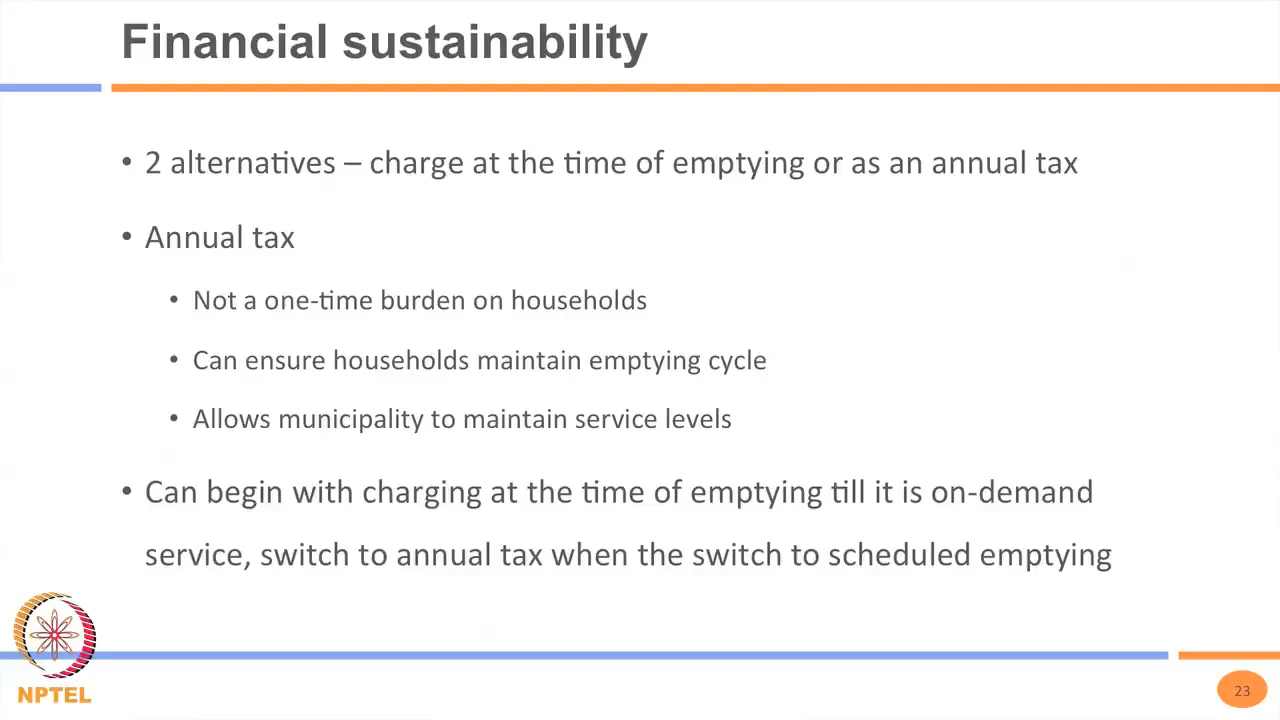 Financial sustainability
• 2 alternatives – charge at the time of emptying or as an annual tax
• Annual tax
• Not a one-time burden on households
• Can ensure households maintain emptying cycle
• Allows municipality to maintain service levels
• Can begin with charging at the time of emptying till it is on-demand
service, switch to annual tax when the switch to scheduled emptying
NPTEL
23